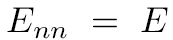 $E_{nn} = E$